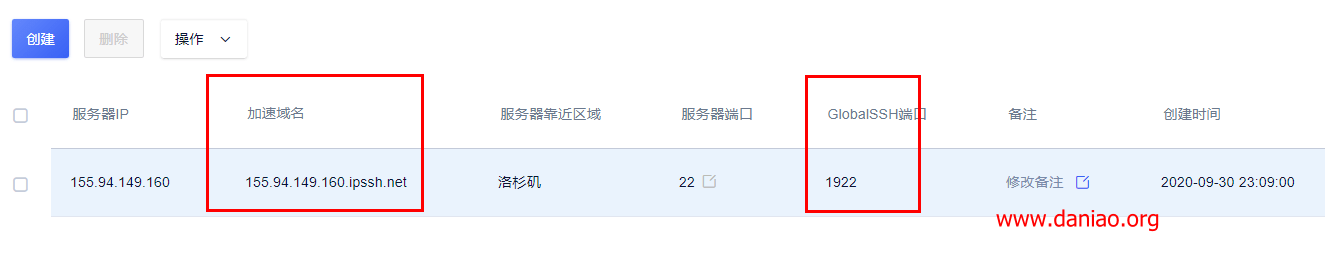 创建 删除 操作
服务器IP 加速域名 服务器靠近区域 服务器端口 GlobalSSH端口 备注 创建时间
155.94.149.160 155.94.149.160.ipssh.net 洛杉矶 22 1922 修改备注 2020-09-30 23:09:00
www.daniao.org